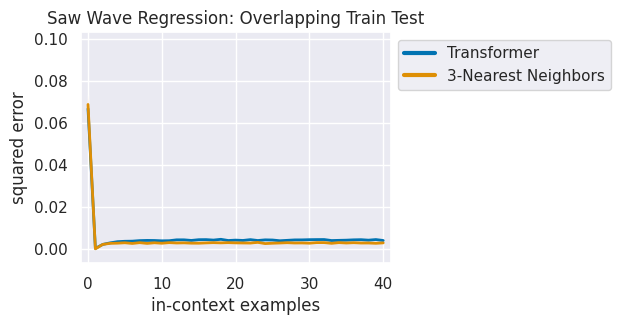 Saw Wave Regression: Overlapping Train Test
0.10
0.08
0.06
0.04
0.02
0.00
squared error
0 10 20 30 40
in-context examples
Transformer
3-Nearest Neighbors